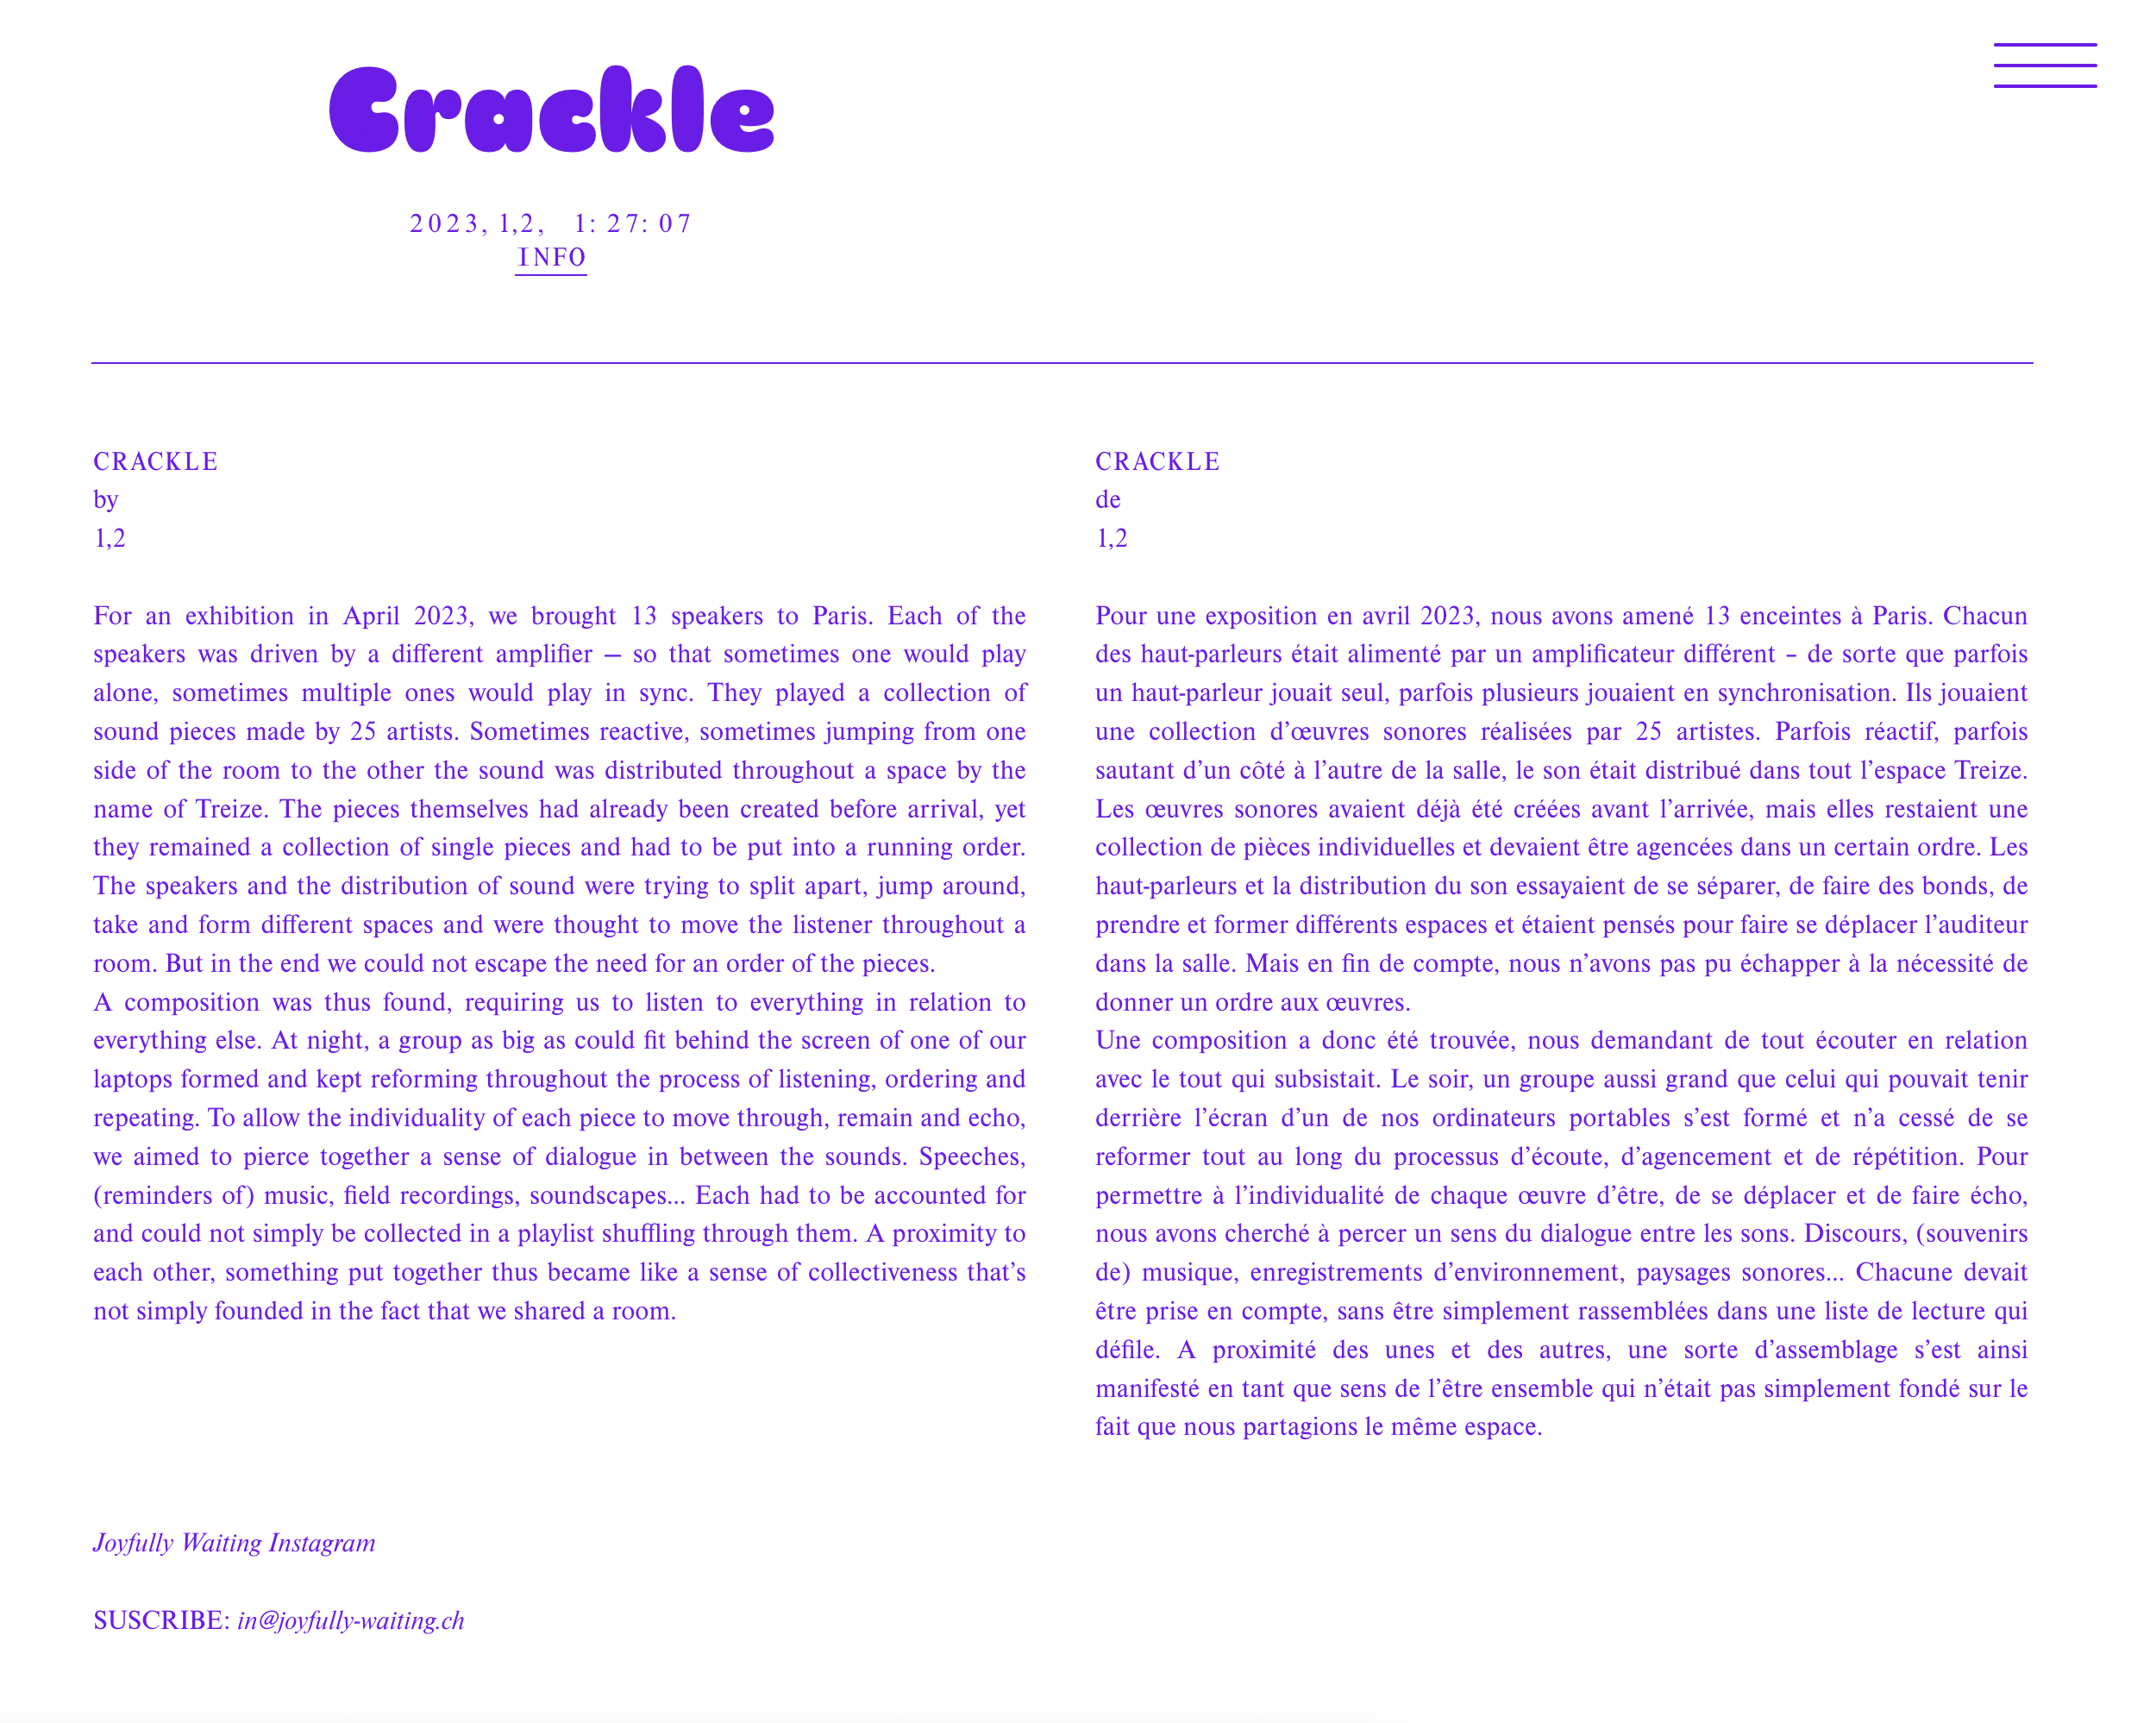 Crackle
2023, 1,2, 1: 27: 07
INFO
CRACKLE
by
1,2
For an exhibition in April 2023, we brought 13 speakers to Paris. Each of the
speakers was driven by a different amplifier – so that sometimes one would play
alone, sometimes multiple ones would play in sync. They played a collection of
sound pieces made by 25 artists. Sometimes reactive, sometimes jumping from one
side of the room to the other the sound was distributed throughout a space by the
name of Treize. The pieces themselves had already been created before arrival, yet
they remained a collection of single pieces and had to be put into a running order.
The speakers and the distribution of sound were trying to split apart, jump around,
take and form different spaces and were thought to move the listener throughout a
room. But in the end we could not escape the need for an order of the pieces.
A composition was thus found, requiring us to listen to everything in relation to
everything else. At night, a group as big as could fit behind the screen of one of our
laptops formed and kept reforming throughout the process of listening, ordering and
repeating. To allow the individuality of each piece to move through, remain and echo,
we aimed to pierce together a sense of dialogue in between the sounds. Speeches,
(reminders of) music, field recordings, soundscapes... Each had to be accounted for
and could not simply be collected in a playlist shuffling through them. A proximity to
each other, something put together thus became like a sense of collectiveness that’s
not simply founded in the fact that we shared a room.
CRACKLE
de
1,2
Pour une exposition en avril 2023, nous avons amené 13 enceintes à Paris. Chacun
des haut-parleurs était alimenté par un amplificateur différent – de sorte que parfois
un haut-parleur jouait seul, parfois plusieurs jouaient en synchronisation. Ils jouaient
une collection d’œuvres sonores réalisées par 25 artistes. Parfois réactif, parfois
sautant d’un côté à l’autre de la salle, le son était distribué dans tout l’espace Treize.
Les œuvres sonores avaient déjà été créées avant l’arrivée, mais elles restaient une
collection de pièces individuelles et devaient être agencées dans un certain ordre. Les
haut-parleurs et la distribution du son essayaient de se séparer, de faire des bonds, de
prendre et former différents espaces et étaient pensés pour faire se déplacer l’auditeur
dans la salle. Mais en fin de compte, nous n’avons pas pu échapper à la nécessité de
donner un ordre aux œuvres.
Une composition a donc été trouvée, nous demandant de tout écouter en relation
avec le tout qui subsistait. Le soir, un groupe aussi grand que celui qui pouvait tenir
derrière l’écran d’un de nos ordinateurs portables s’est formé et n’a cessé de se
reformer tout au long du processus d’écoute, d’agencement et de répétition. Pour
permettre à l’individualité de chaque œuvre d’être, de se déplacer et de faire écho,
nous avons cherché à percer un sens du dialogue entre les sons. Discours, (souvenirs
de) musique, enregistrements d’environnement, paysages sonores... Chacune devait
être prise en compte, sans être simplement rassemblées dans une liste de lecture qui
défile. A proximité des unes et des autres, une sorte d’assemblage s’est ainsi
manifesté en tant que sens de l’être ensemble qui n’était pas simplement fondé sur le
fait que nous partagions le même espace.
Joyfully Waiting Instagram
SUSCRIBE: in@joyfully-waiting.ch